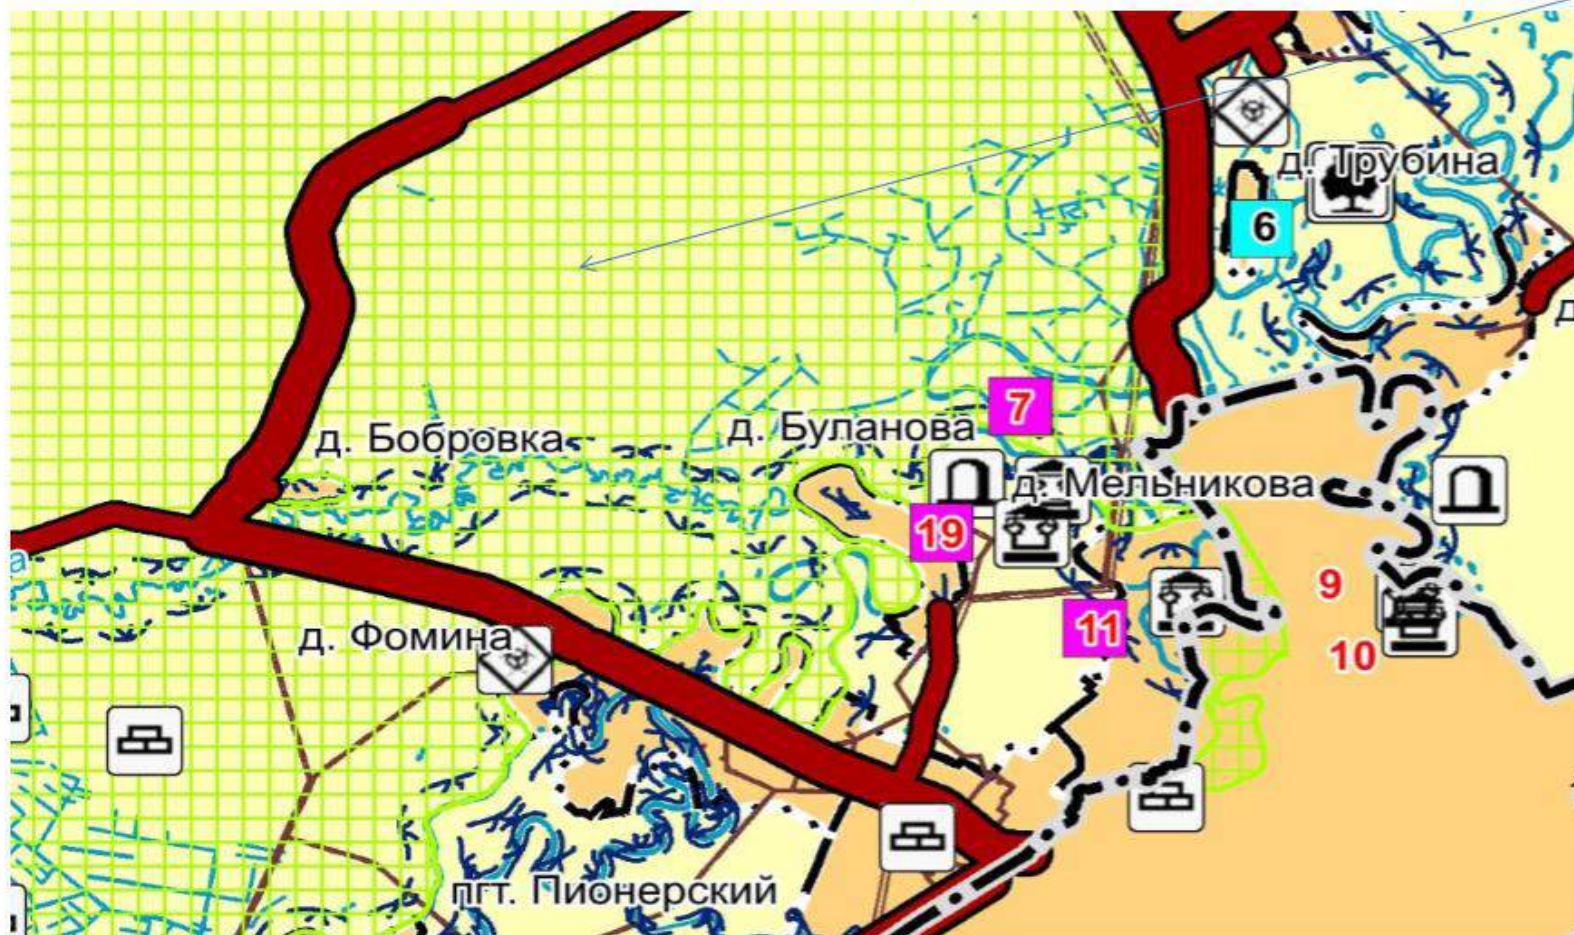 д. Трубина
6
д
7
д. Буланова
д. Бобровка
д. Мельникова
19
а
9
11
д. Фомина
10
пгт. Пионерский